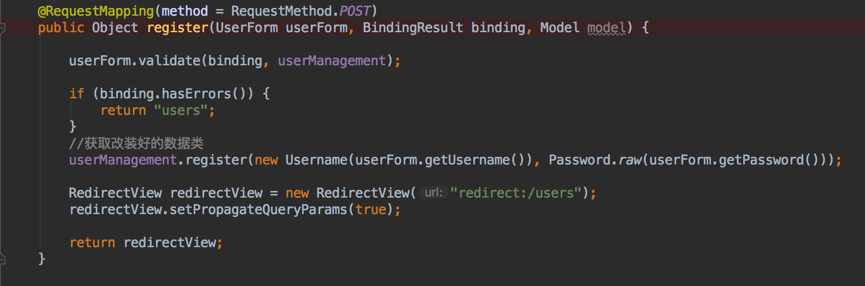 @RequestMapping(method = RequestMethod.POST)
public Object register(UserForm userForm, BindingResult binding, Model model) {
userForm.validate(binding, userManagement);
if (binding.hasErrors()) {
return "users";
}
//获取改装好的数据类
userManagement.register(new Username(userForm.getUsername()), Password.raw(userForm.getPassword()));
RedirectView redirectView = new RedirectView( url: "redirect:/users");
redirectView.setPropagateQueryParams(true);
return redirectView;
}